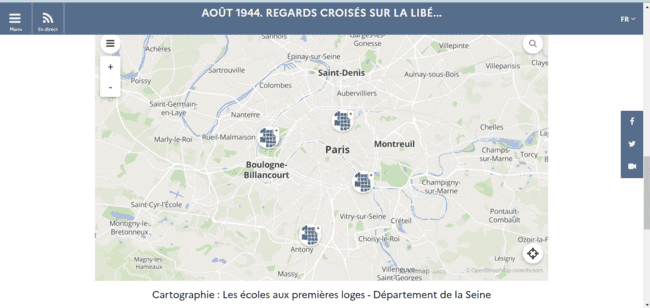 AOÛT 1944. REGARDS CROISÉS SUR LA LIBÉ...
Menu
En direct
FR
Achères
Garges-lès-
Gonesse
Villepinte
Épinay-sur-Seine
Sartrouville
Saint-Denis
Villeparisis
Poissy
Colombes
Aulnay-sous-Bois
Claye
Aubervilliers
Saint-Germain-
en-Laye
Nanterre
Chelles
Marly-le-Roi
Rueil-Malmaison
Paris
Montreuil
Champs-
sur-Marne
Torcy
Boulogne-
Billancourt
Champigny-
sur-Marne
Saint-Cyr-l'École
Vitry-sur-Seine
Créteil
Pontault-
Combault
Montigny-le-
Bretonneux
Choisy-le-Roi
Antony
Ozoir-la-
Magny-les-
Hameaux
Massy
Villeneuve-
Saint-Georges
© OpenStreetMap contributors
Cartographie : Les écoles aux premières loges - Département de la Seine